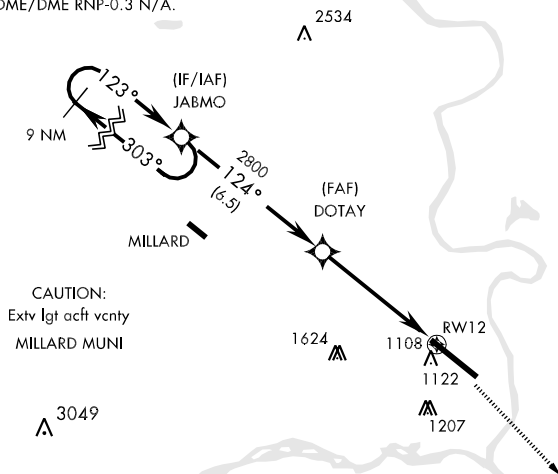 DME/DME RNP-0.3 N/A.
2534
123°
(IF/IAF)
JABMO
9 NM
303°
2800
124°
(6.5)
(FAF)
DOTAY
MILLARD
CAUTION:
Extv lgt acft vcnty
MILLARD MUNI
RW12
1624
1108
1122
3049
1207